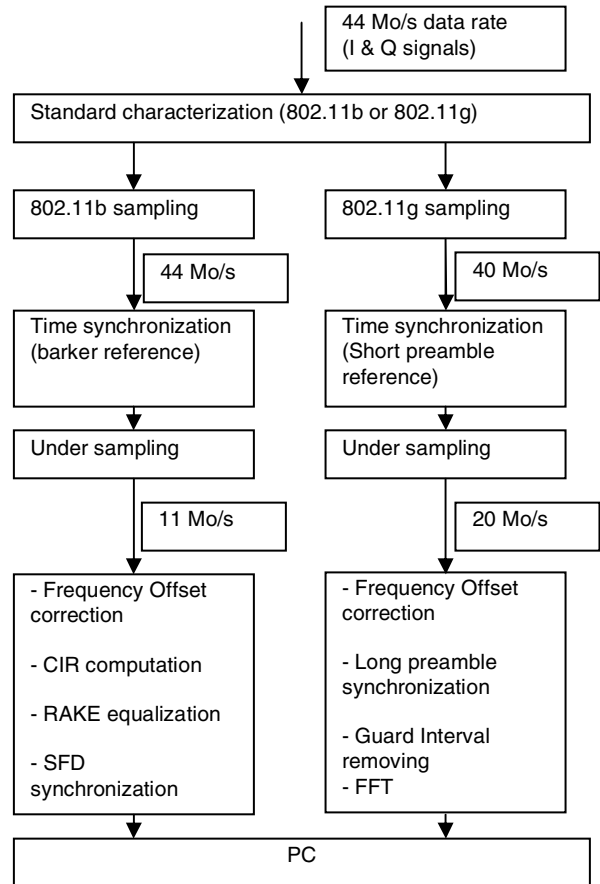 44 Mo/s data rate
(I & Q signals)
Standard characterization (802.11b or 802.11g)
802.11b sampling
802.11g sampling
44 Mo/s
40 Mo/s
Time synchronization
(barker reference)
Time synchronization
(Short preamble
reference)
Under sampling
Under sampling
11 Mo/s
20 Mo/s
- Frequency Offset
correction
- CIR computation
- RAKE equalization
- SFD
synchronization
- Frequency Offset
correction
- Long preamble
synchronization
- Guard Interval
removing
- FFT
PC